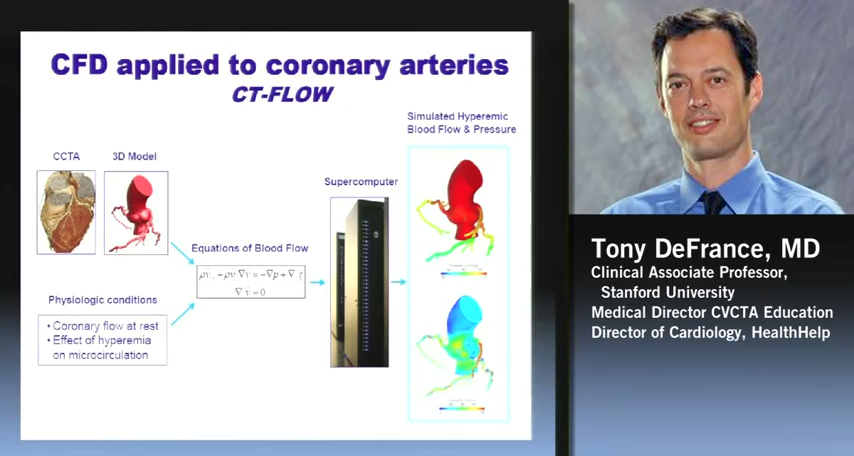 CFD applied to coronary arteries
CT-FLOW
Simulated Hyperemic
Blood Flow & Pressure
CCTA
3D Model
Supercomputer
Equations of Blood Flow
Physiologic conditions
• Coronary flow at rest
• Effect of hyperemia
on microcirculation
Tony DeFrance, MD
Clinical Associate Professor,
Stanford University
Medical Director CVCTA Education
Director of Cardiology, HealthHelp